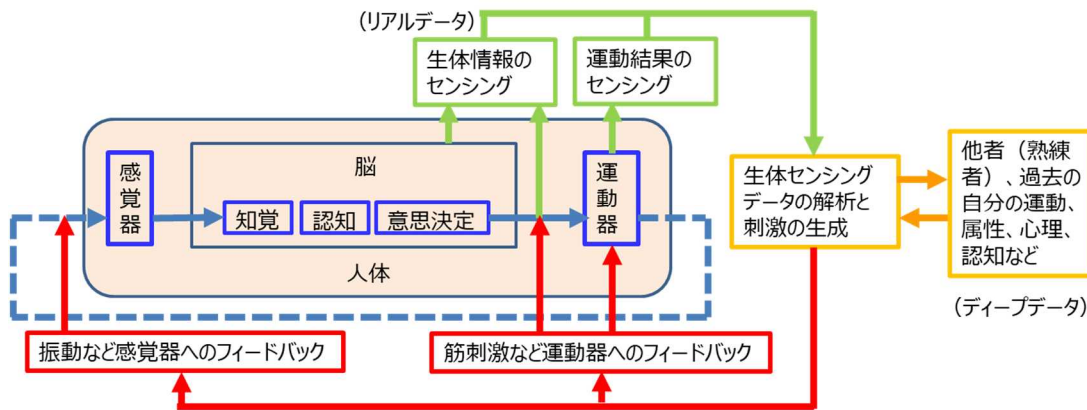 (リアルデータ)
生体情報の
センシング
運動結果の
センシング
感覚器
脳
知覚
認知
意思決定
運動器
人体
生体センシング
データの解析と
刺激の生成
他者(熟練
者)、過去の
自分の運動、
属性、心理、
認知など
(ディープデータ)
振動など感覚器へのフィードバック
筋刺激など運動器へのフィードバック